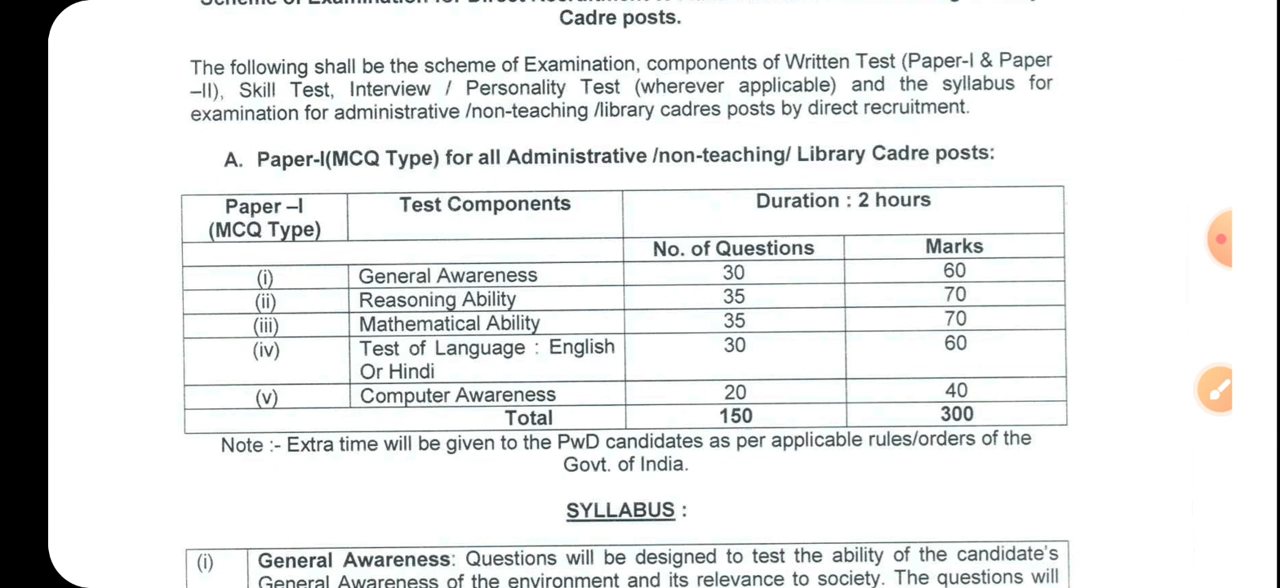 Cadre posts.
The following shall be the scheme of Examination, components of Written Test (Paper-I & Paper
–II), Skill Test, Interview / Personality Test (wherever applicable) and the syllabus for
examination for administrative /non-teaching /library cadres posts by direct recruitment.
A. Paper-I(MCQ Type) for all Administrative /non-teaching/ Library Cadre posts:
Paper –I Test Components Duration : 2 hours
(MCQ Type)
No. of Questions Marks
(i) General Awareness 30 60
(ii) Reasoning Ability 35 70
(iii) Mathematical Ability 35 70
(iv) Test of Language : English 30 60
Or Hindi
(v) Computer Awareness 20 40
Total 150 300
Note :- Extra time will be given to the PwD candidates as per applicable rules/orders of the
Govt. of India.
SYLLABUS :
(i) General Awareness: Questions will be designed to test the ability of the candidate's
General Awareness of the environment and its relevance to society. The questions will